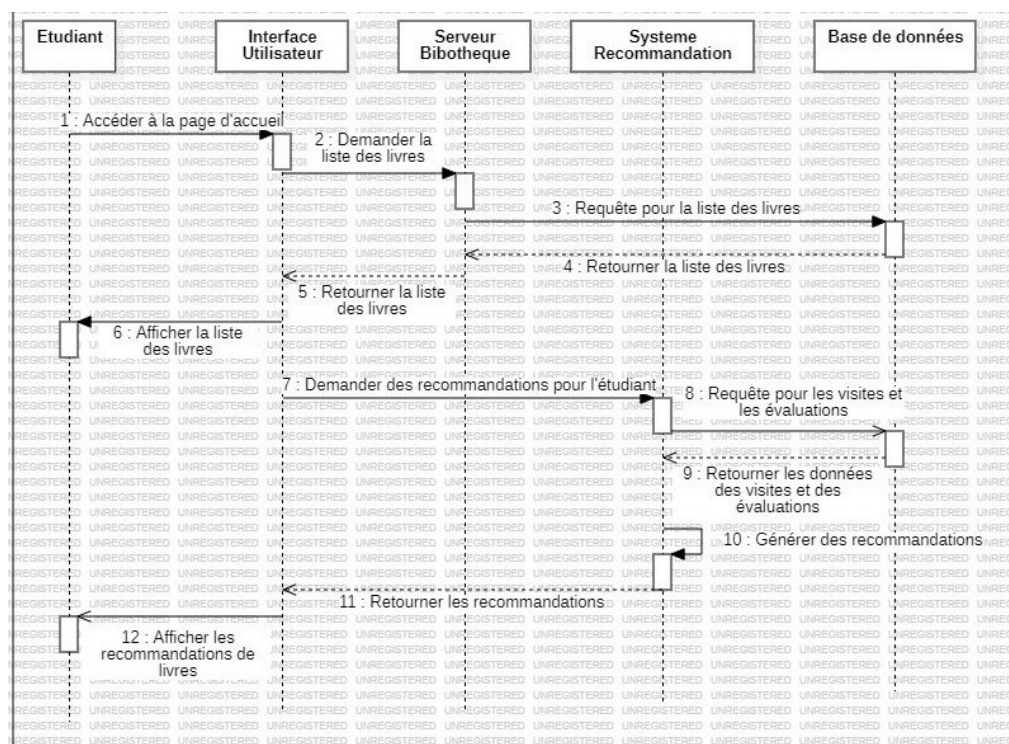 Etudiant
Interface
Utilisateur
Serveur
Bibotheque
Systeme
Recommandation
Base de données
1 : Accéder à la page d'accueil
2 : Demander la
liste des livres
3 : Requête pour la liste des livres
4 : Retourner la liste des livres
5 : Retourner la liste
des livres
6 : Afficher la liste
des livres
7 : Demander des recommandations pour l'étudiant
8 : Requête pour les visites et
les évaluations
9 : Retourner les données
des visites et des
évaluations
10 : Générer des recommandations
11 : Retourner les recommandations
12 : Afficher les
recommandations de
livres
UNREGISTERED